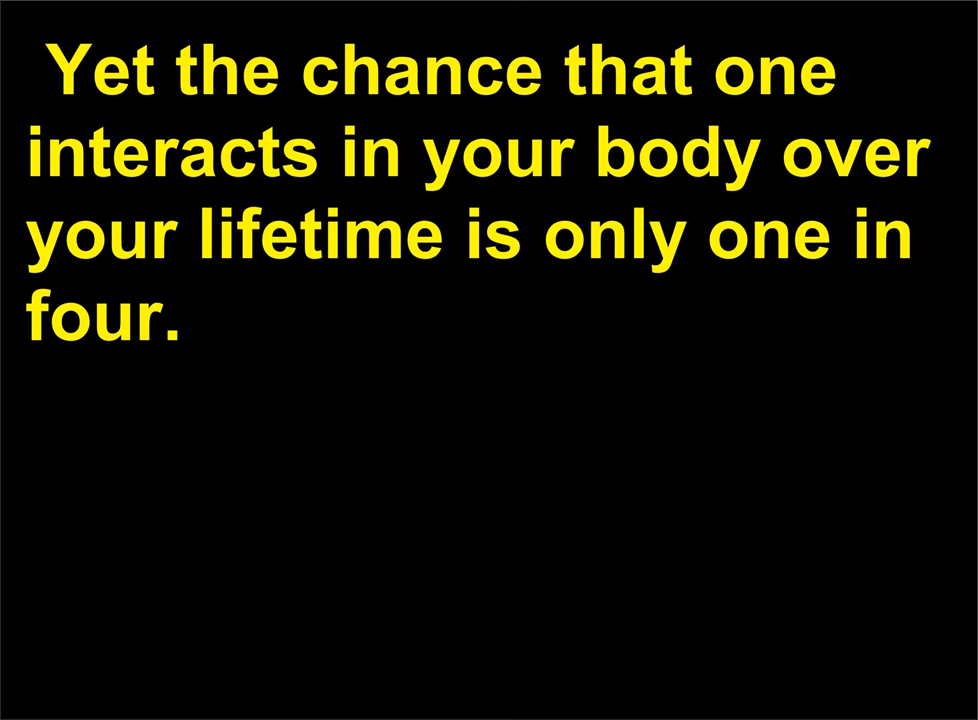 Yet the chance that one
interacts in your body over
your lifetime is only one in
four.